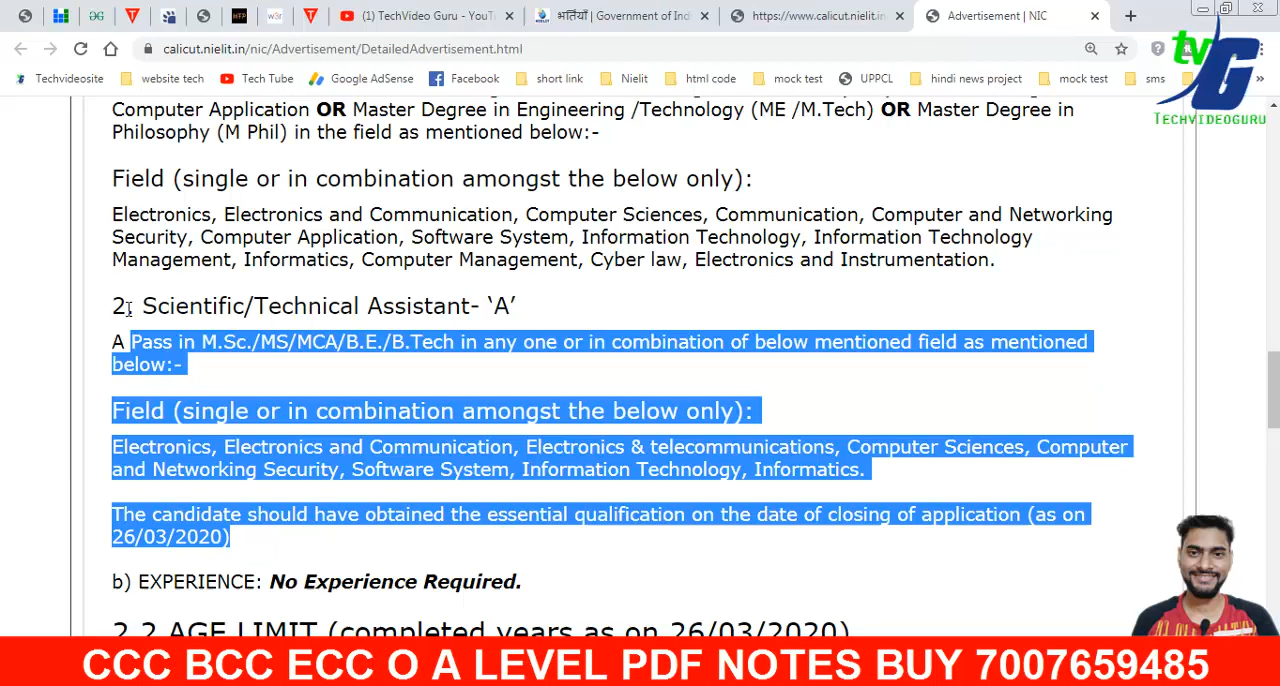 (1) TechVideo Guru - YouT
भर्तियाँ | Government of Ind
https://www.calicut.nielit.in
Advertisement | NIC
calicut.nielit.in/nic/Advertisement/DetailedAdvertisement.html
Techvideosite
website tech
Tech Tube
Google AdSense
Facebook
short link
Nielit
html code
mock test
UPPCL
hindi news project
mock test
sms
tv G
TECHVIDEOGURU
Computer Application OR Master Degree in Engineering /Technology (ME /M.Tech) OR Master Degree in
Philosophy (M Phil) in the field as mentioned below:-
Field (single or in combination amongst the below only):
Electronics, Electronics and Communication, Computer Sciences, Communication, Computer and Networking
Security, Computer Application, Software System, Information Technology, Information Technology
Management, Informatics, Computer Management, Cyber law, Electronics and Instrumentation.
2. Scientific/Technical Assistant- ‘A’
A Pass in M.Sc./MS/MCA/B.E./B.Tech in any one or in combination of below mentioned field as mentioned
below:-
Field (single or in combination amongst the below only):
Electronics, Electronics and Communication, Electronics & telecommunications, Computer Sciences, Computer
and Networking Security, Software System, Information Technology, Informatics.
The candidate should have obtained the essential qualification on the date of closing of application (as on
26/03/2020)
b) EXPERIENCE: No Experience Required.
2.2 AGE LIMIT (completed years as on 26/03/2020)
CCC BCC ECC O A LEVEL PDF NOTES BUY 7007659485